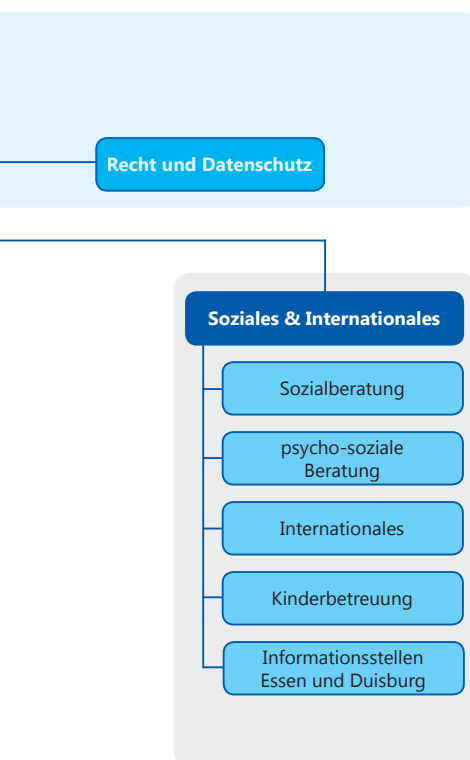 Recht und Datenschutz
Soziales & Internationales
Sozialberatung
psycho-soziale
Beratung
Internationales
Kinderbetreuung
Informationsstellen
Essen und Duisburg